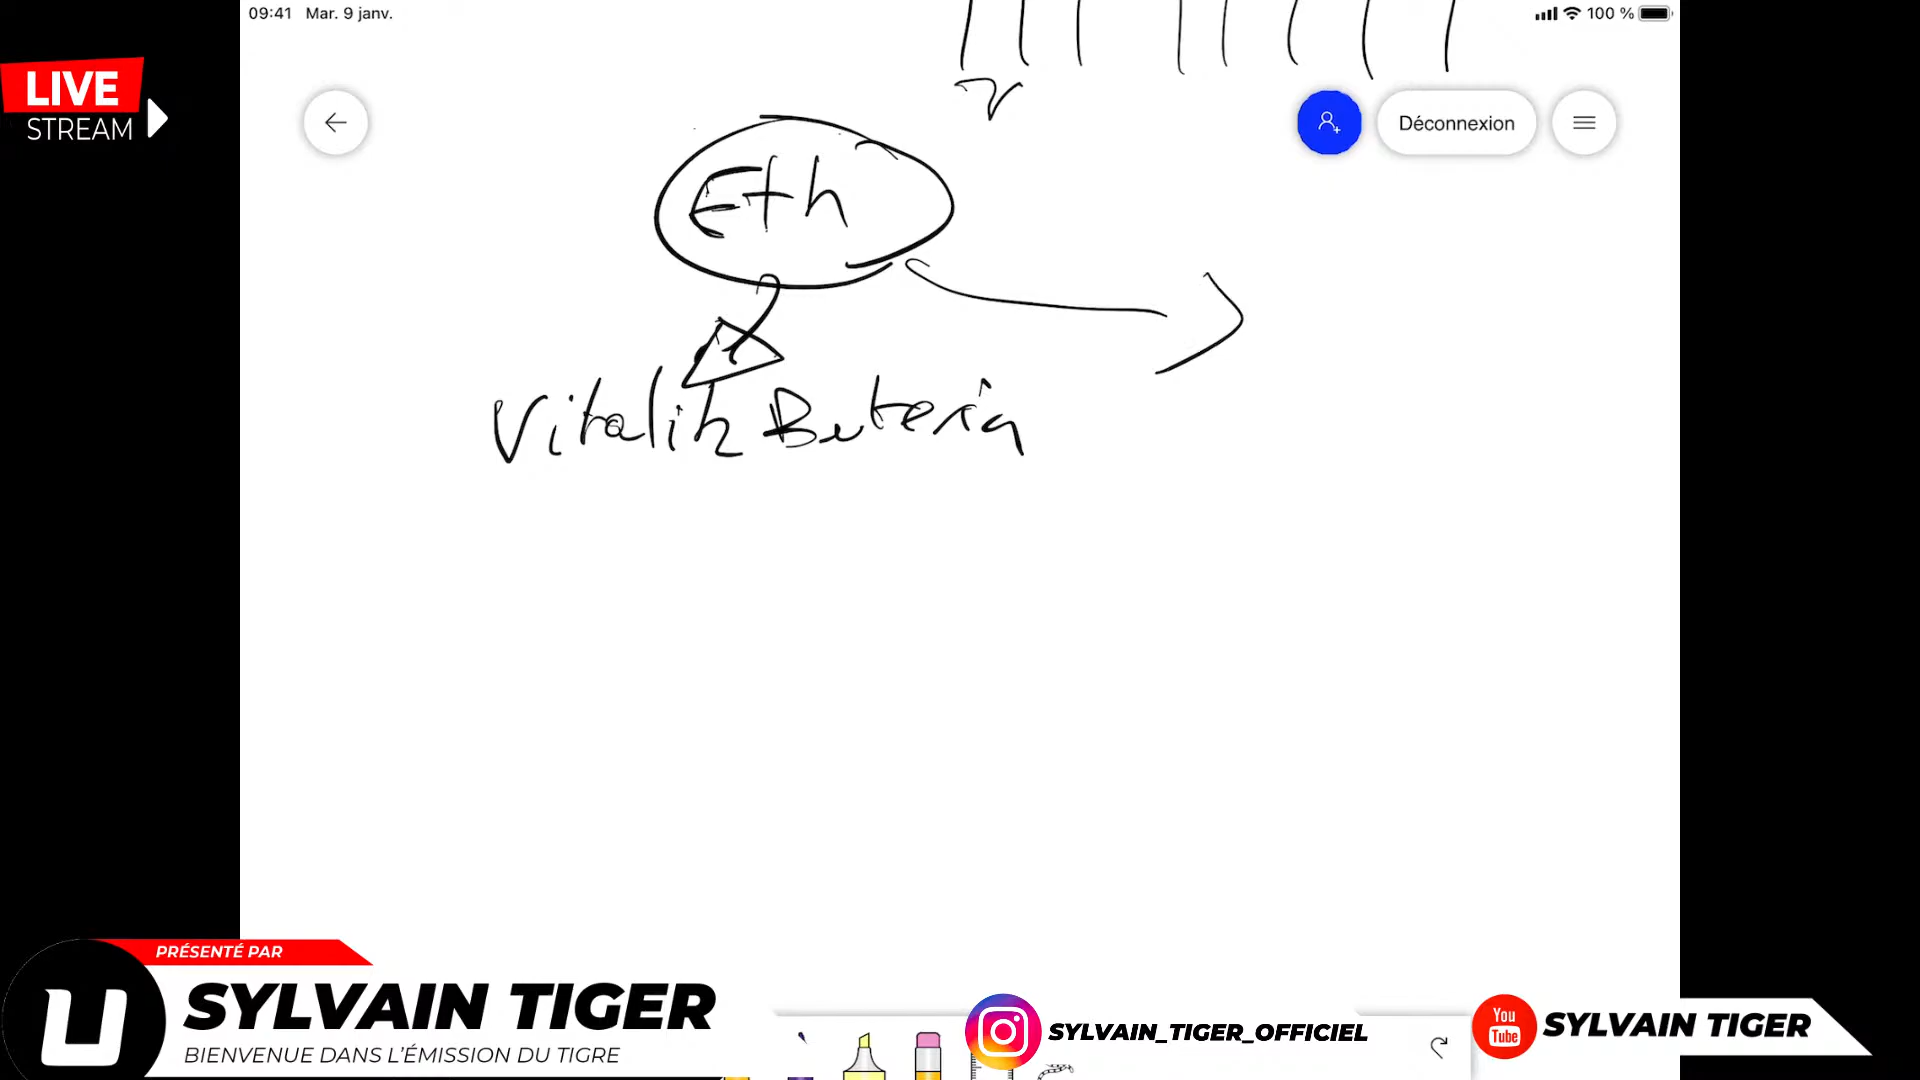 09:41 Mar. 9 janv.
100 %
LIVE
STREAM
Déconnexion
Eth
Vitalik Buterin
PRÉSENTÉ PAR
SYLVAIN TIGER
BIENVENUE DANS L'ÉMISSION DU TIGRE
SYLVAIN_TIGER_OFFICIEL
You
Tube
SYLVAIN TIGER